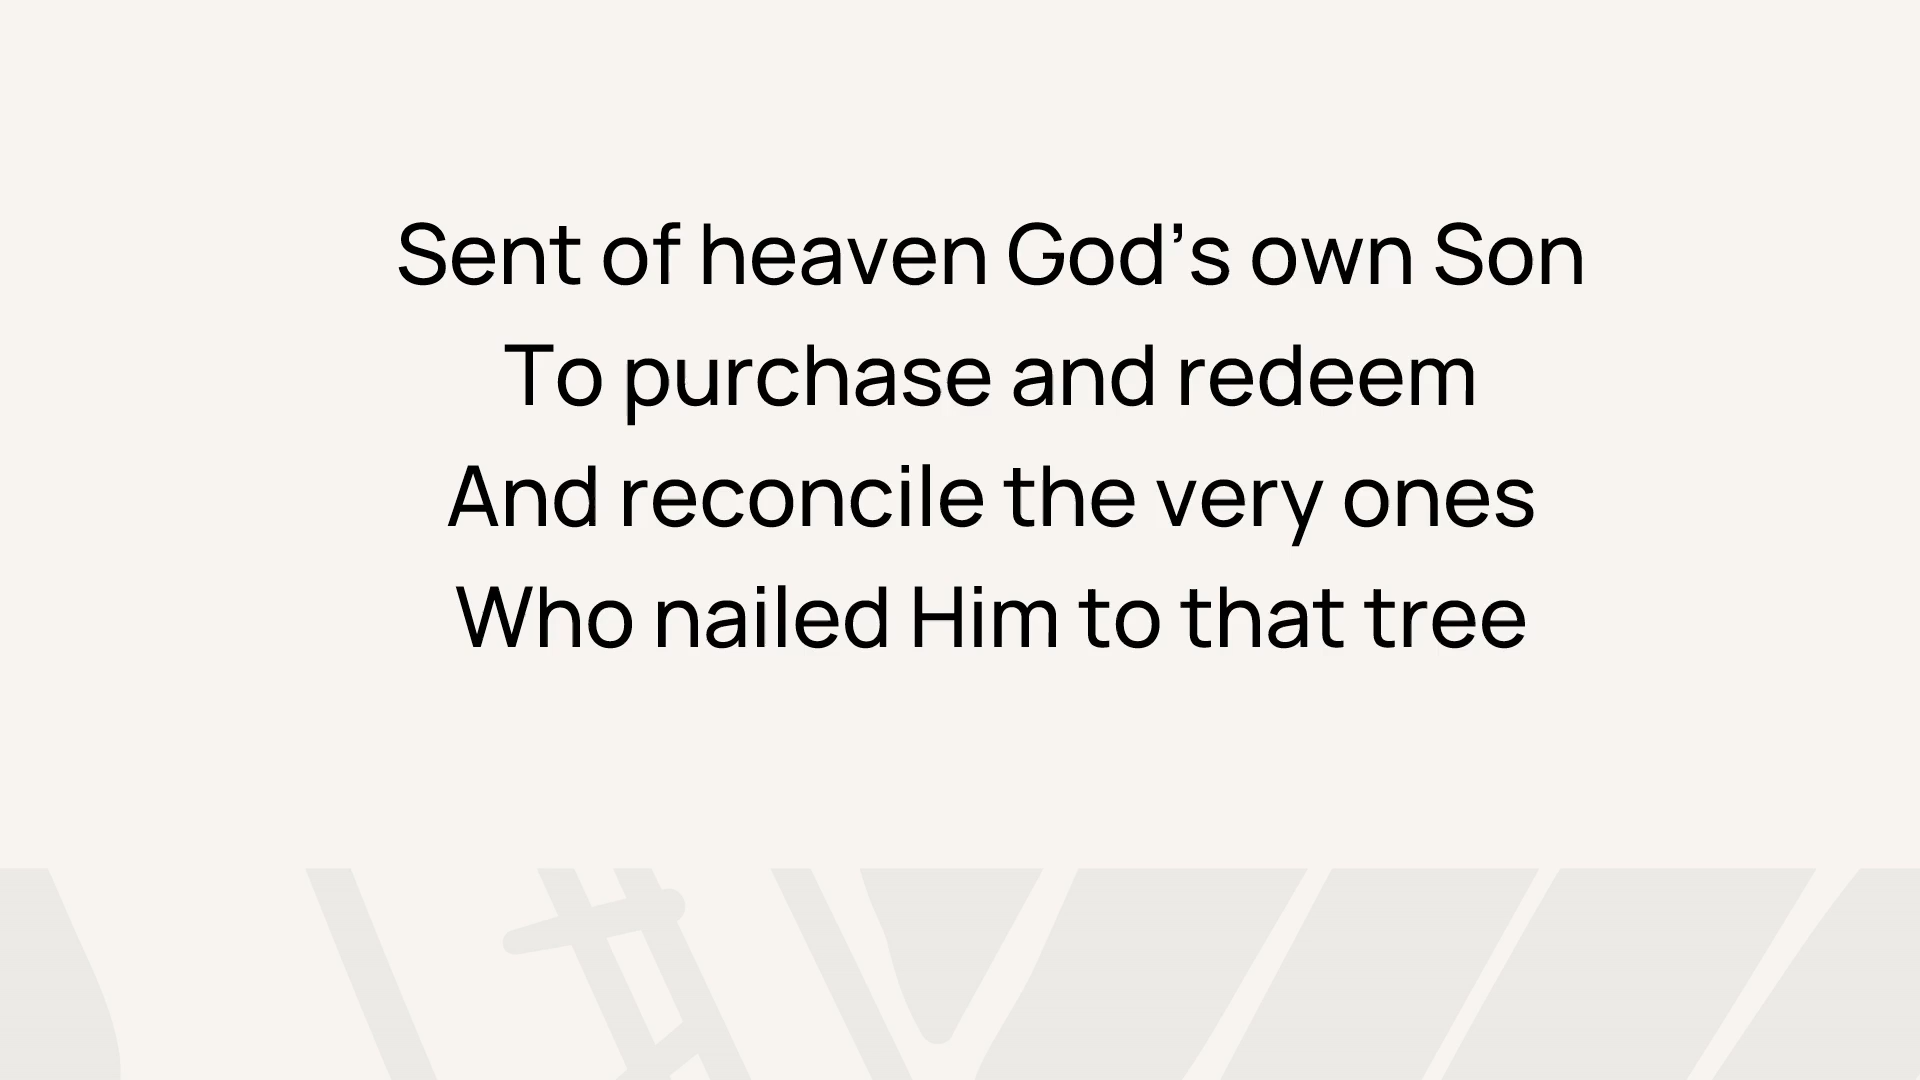 Sent of heaven God’s own Son
To purchase and redeem
And reconcile the very ones
Who nailed Him to that tree